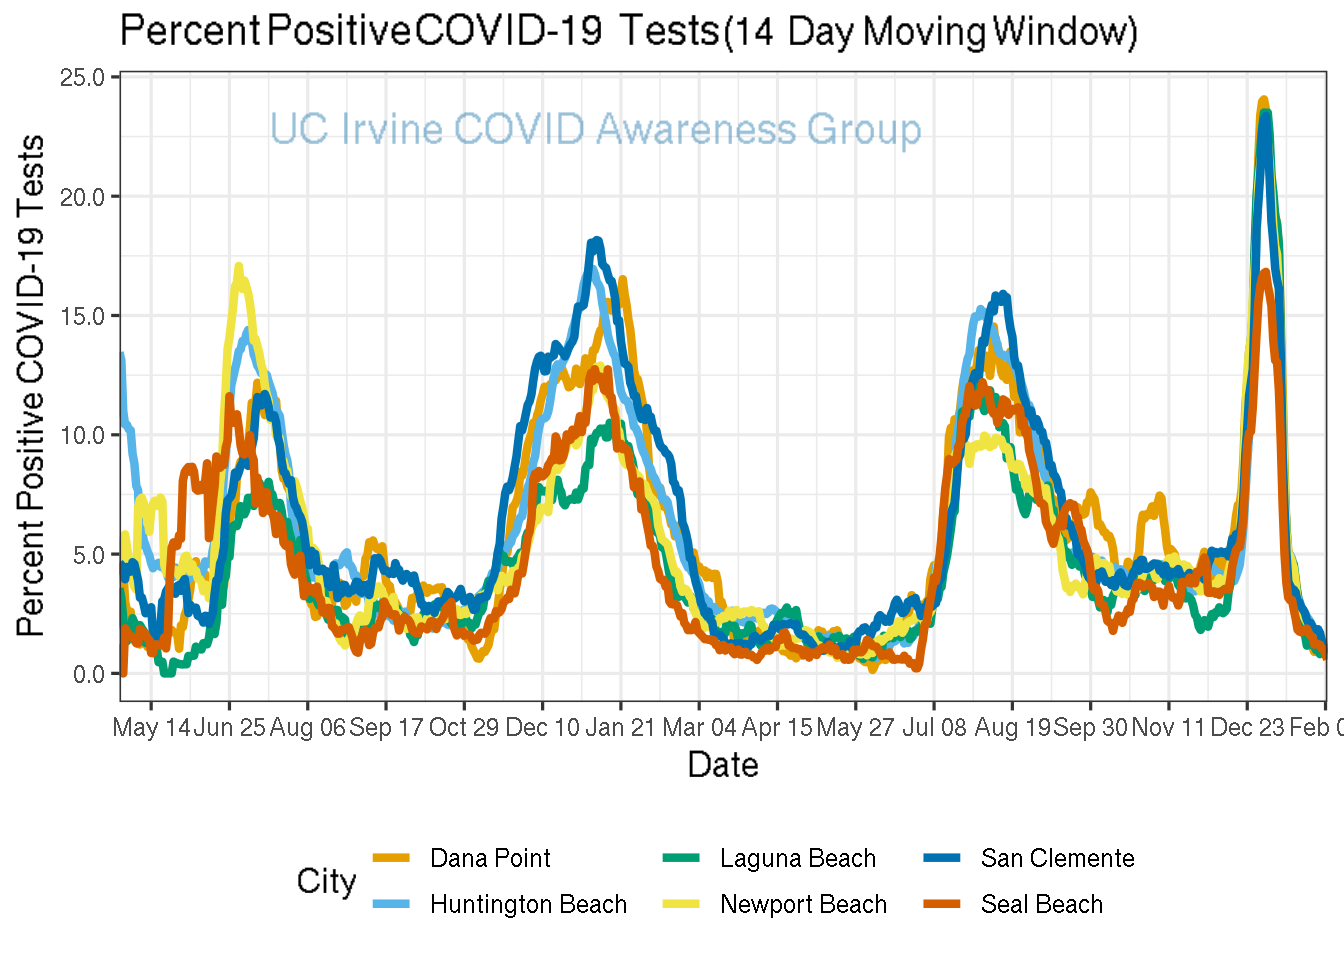 Percent Positive COVID-19 Tests(14 Day Moving Window)
UC Irvine COVID Awareness Group
Percent Positive COVID-19 Tests
25.0
20.0
15.0
10.0
5.0
0.0
May 14 Jun 25 Aug 06 Sep 17 Oct 29 Dec 10 Jan 21 Mar 04 Apr 15 May 27 Jul 08 Aug 19 Sep 30 Nov 11 Dec 23 Feb
Date
City
Dana Point
Laguna Beach
San Clemente
Huntington Beach
Newport Beach
Seal Beach